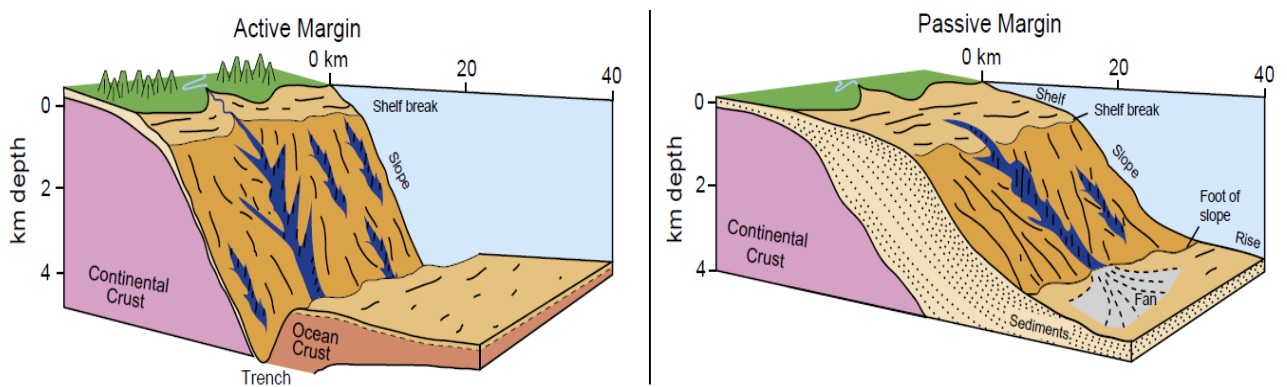 Active Margin
0 km
20
40
0
2
4
km depth
Shelf break
Slope
Continental
Crust
Ocean
Crust
Trench
Passive Margin
0 km
20
40
0
2
4
km depth
Shelf
Shelf break
Slope
Foot of
slope
Rise
Continental
Crust
Fan
Sediments